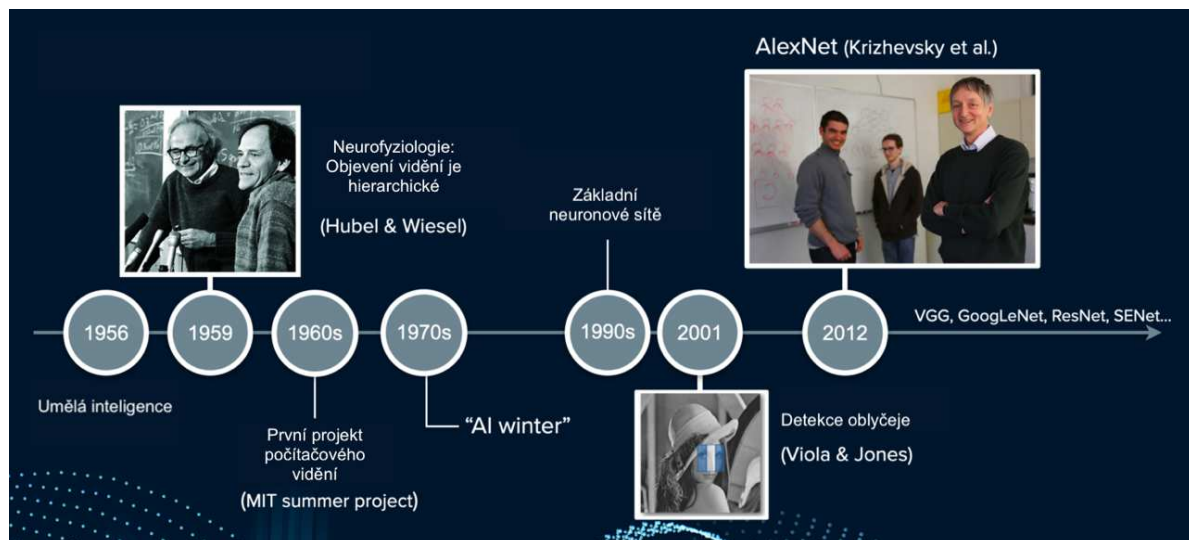 AlexNet (Krizhevsky et al.)
Neurofyziologie:
Objevení vidění je
hierarchické
(Hubel & Wiesel)
Základní
neuronové sítě
1956
1959
1960s
1970s
1990s
2001
2012
VGG, GoogLeNet, ResNet, SENet...
Umělá inteligence
První projekt
počítačového
vidění
(MIT summer project)
“AI winter”
Detekce oblyčeje
(Viola & Jones)